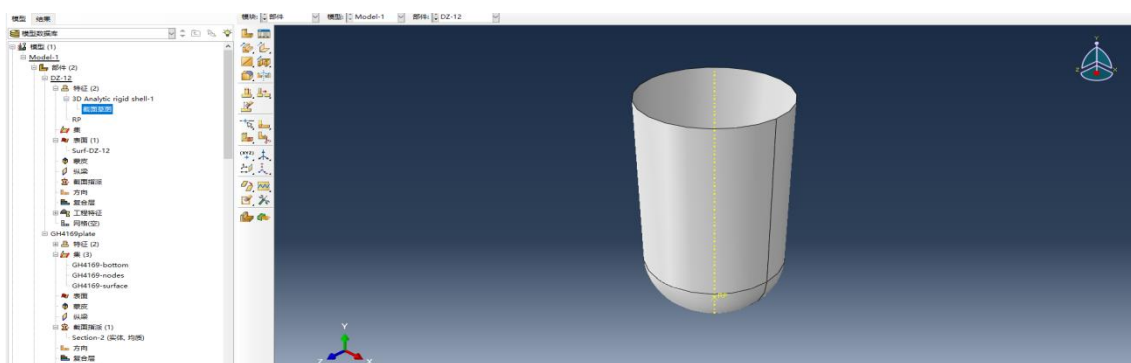 模型 结果
模块: 部件 模型: Model-1 部件: DZ-12
模型数据库
模型 (1)
Model-1
部件 (2)
DZ-12
特征 (2)
3D Analytic rigid shell-1
截面草图
RP
集
表面 (1)
Surf-DZ-12
蒙皮
纵梁
截面指派
方向
复合层
工程特征
网格(空)
GH4169plate
特征 (2)
集 (3)
GH4169-bottom
GH4169-nodes
GH4169-surface
表面
蒙皮
纵梁
截面指派 (1)
Section-2 (实体, 均质)
方向
复合层
(XYZ)
Y
Z X
Y
Z X